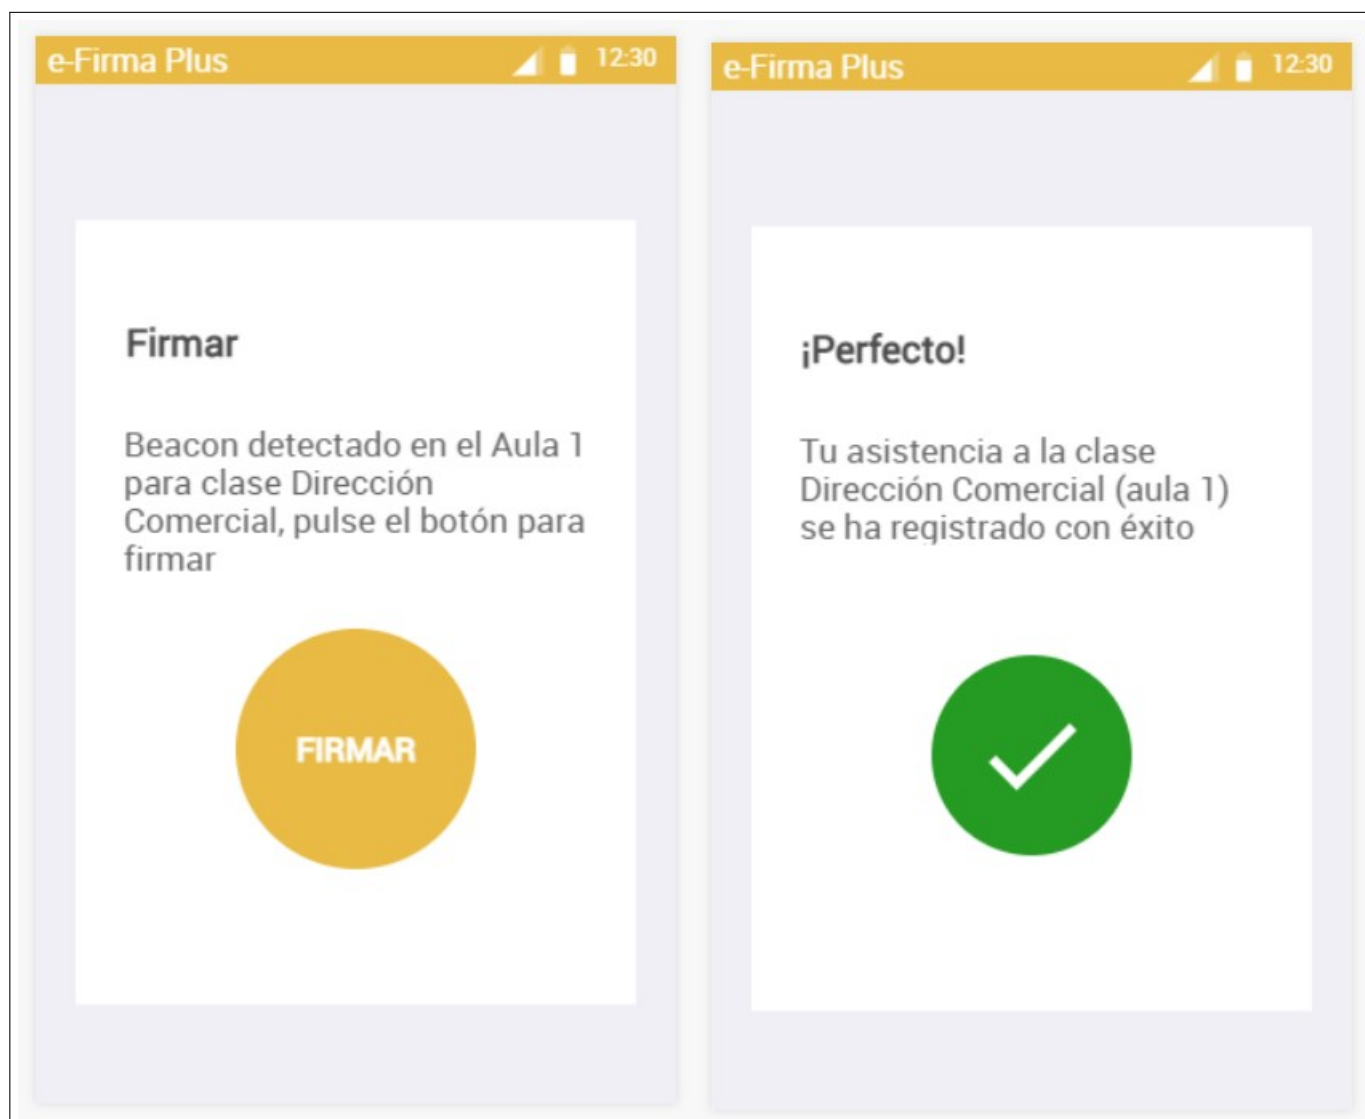 e-Firma Plus 12:30
Firmar
Beacon detectado en el Aula 1
para clase Dirección
Comercial, pulse el botón para
firmar
FIRMAR
e-Firma Plus 12:30
¡Perfecto!
Tu asistencia a la clase
Dirección Comercial (aula 1)
se ha registrado con éxito